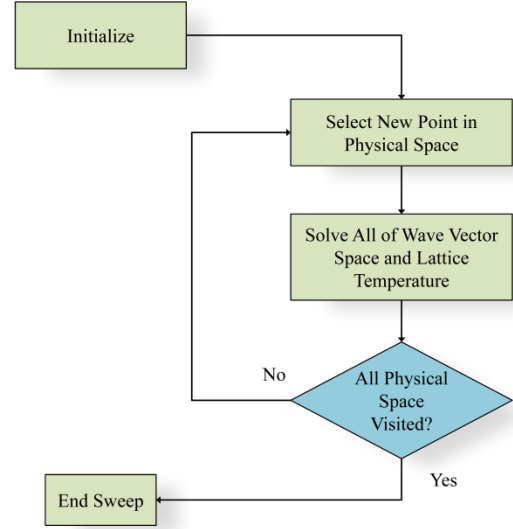 Initialize
Select New Point in
Physical Space
Solve All of Wave Vector
Space and Lattice
Temperature
No
All Physical
Space
Visited?
Yes
End Sweep